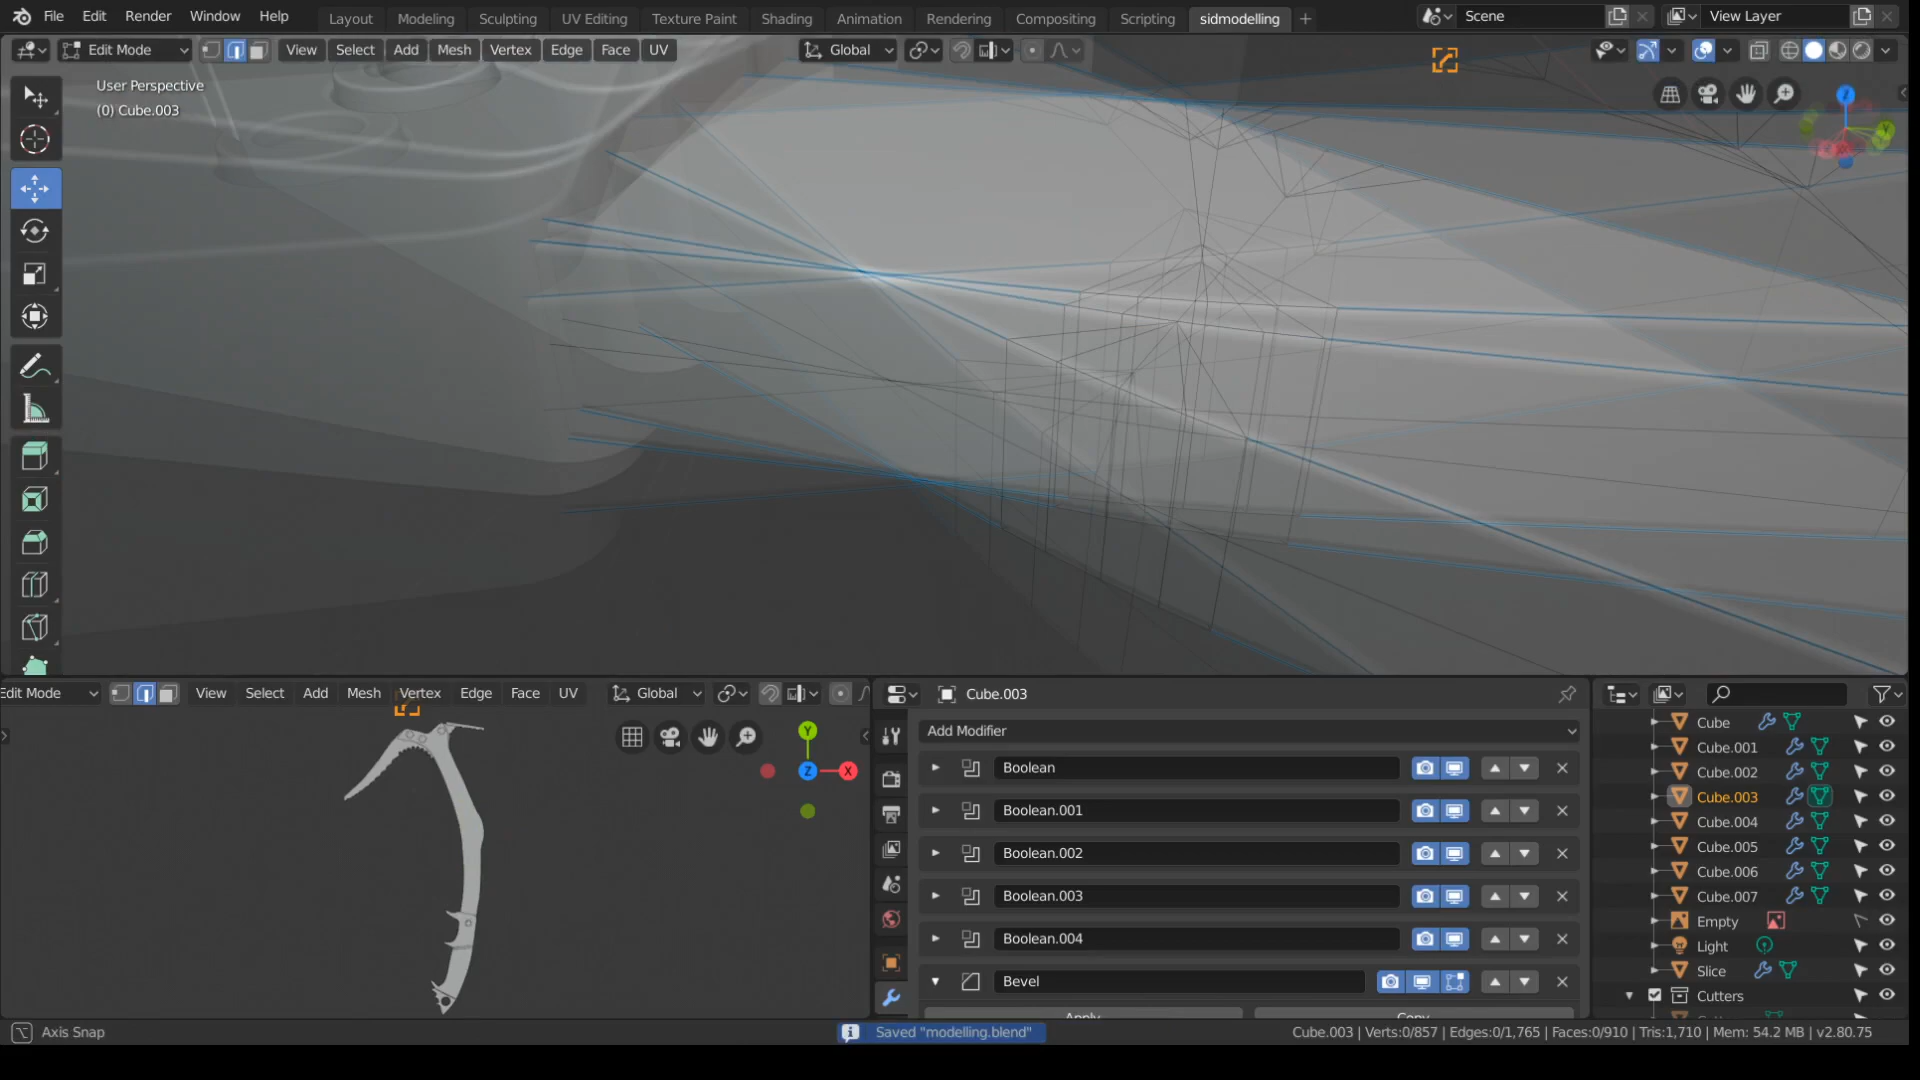 File Edit Render Window Help Layout Modeling Sculpting UV Editing Texture Paint Shading Animation Rendering Compositing Scripting sidmodelling + Scene View Layer
Edit Mode View Select Add Mesh Vertex Edge Face UV Global
User Perspective
(0) Cube.003
Z Y
Edit Mode View Select Add Mesh Vertex Edge Face UV Global
Y
Z X
Cube.003
Add Modifier
Boolean
Boolean.001
Boolean.002
Boolean.003
Boolean.004
Bevel
Apply Copy
Cube
Cube.001
Cube.002
Cube.003
Cube.004
Cube.005
Cube.006
Cube.007
Empty
Light
Slice
Cutters
Axis Snap Saved "modelling.blend" Cube.003 | Verts:0/857 | Edges:0/1,765 | Faces:0/910 | Tris:1,710 | Mem: 54.2 MB | v2.80.75